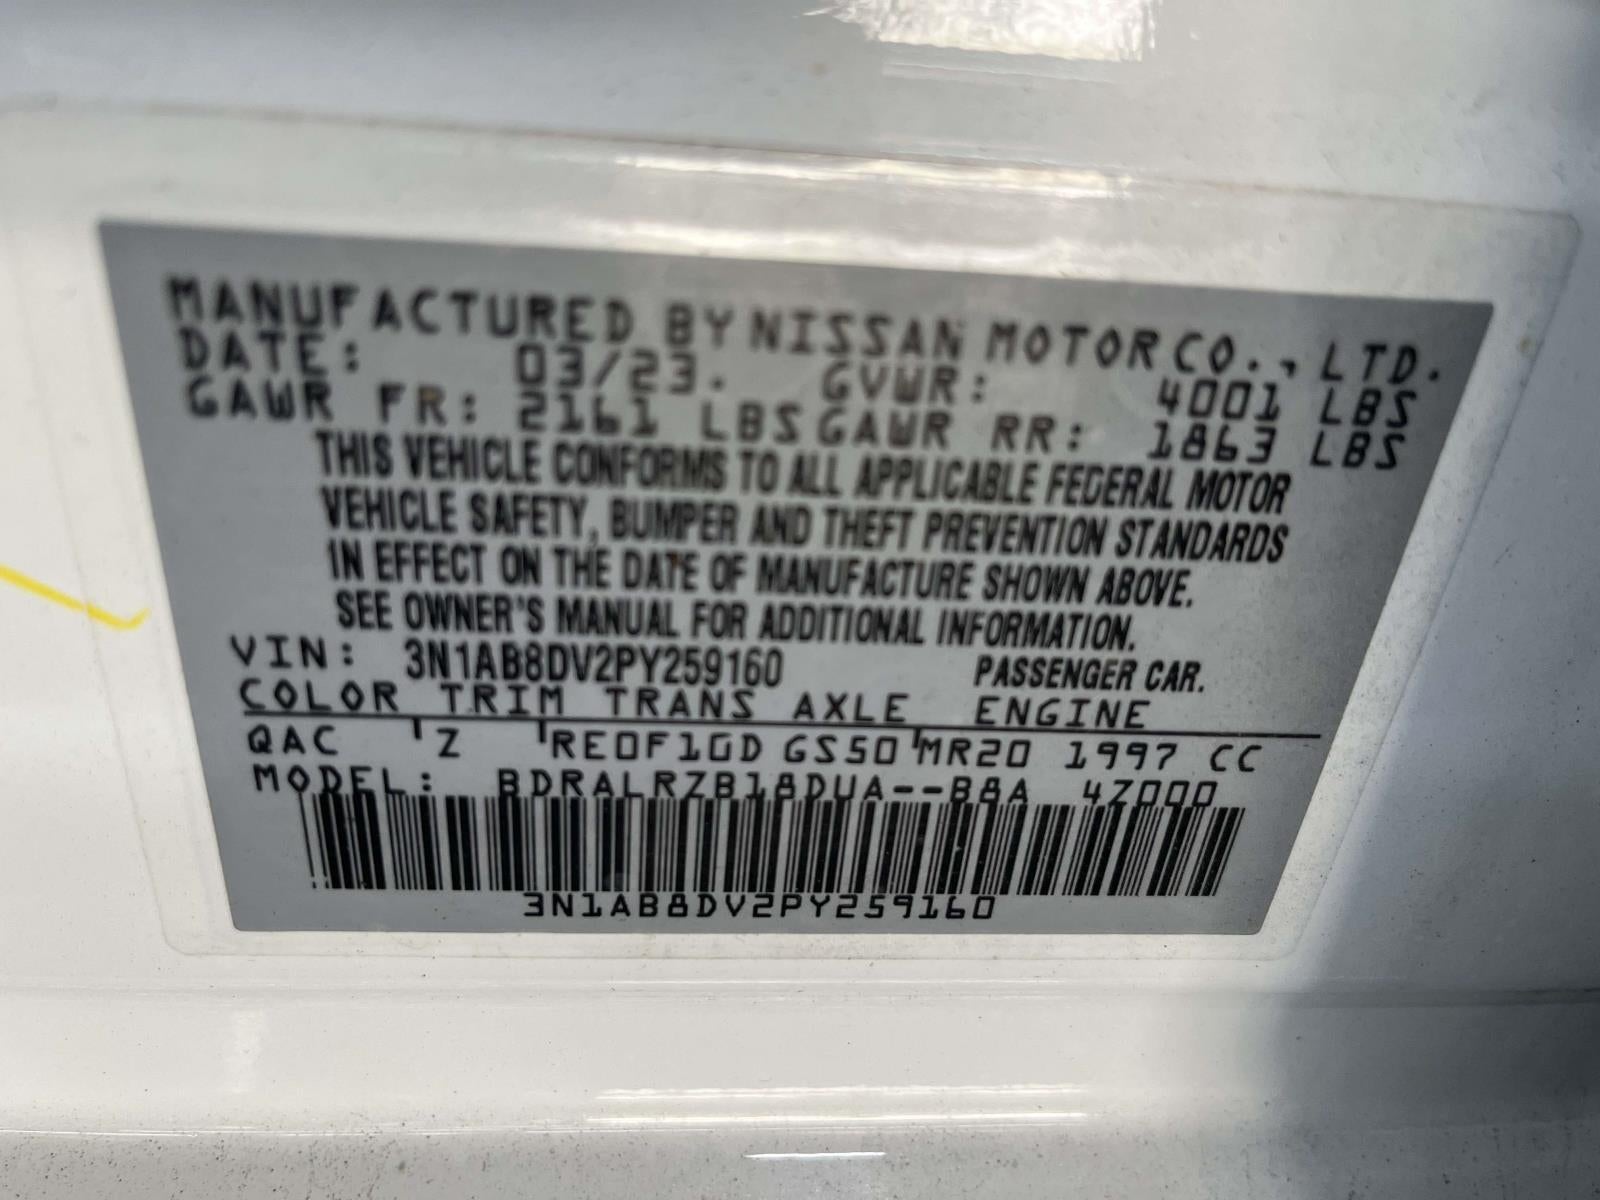 MANUFACTURED BY NISSAN MOTOR CO., LTD.
DATE: 03/23. GVWR: 4001 LBS
GAWR FR: 2161 LBS GAWR RR: 1863 LBS
THIS VEHICLE CONFORMS TO ALL APPLICABLE FEDERAL MOTOR
VEHICLE SAFETY, BUMPER AND THEFT PREVENTION STANDARDS
IN EFFECT ON THE DATE OF MANUFACTURE SHOWN ABOVE.
SEE OWNER'S MANUAL FOR ADDITIONAL INFORMATION.
VIN: 3N1AB8DV2PY259160 PASSENGER CAR.
COLOR TRIM TRANS AXLE ENGINE
QAC Z RE0F10D GS50 MR20 1997 CC
MODEL: BDRALRZB18DUA--B8A 4Z000
3N1AB8DV2PY259160